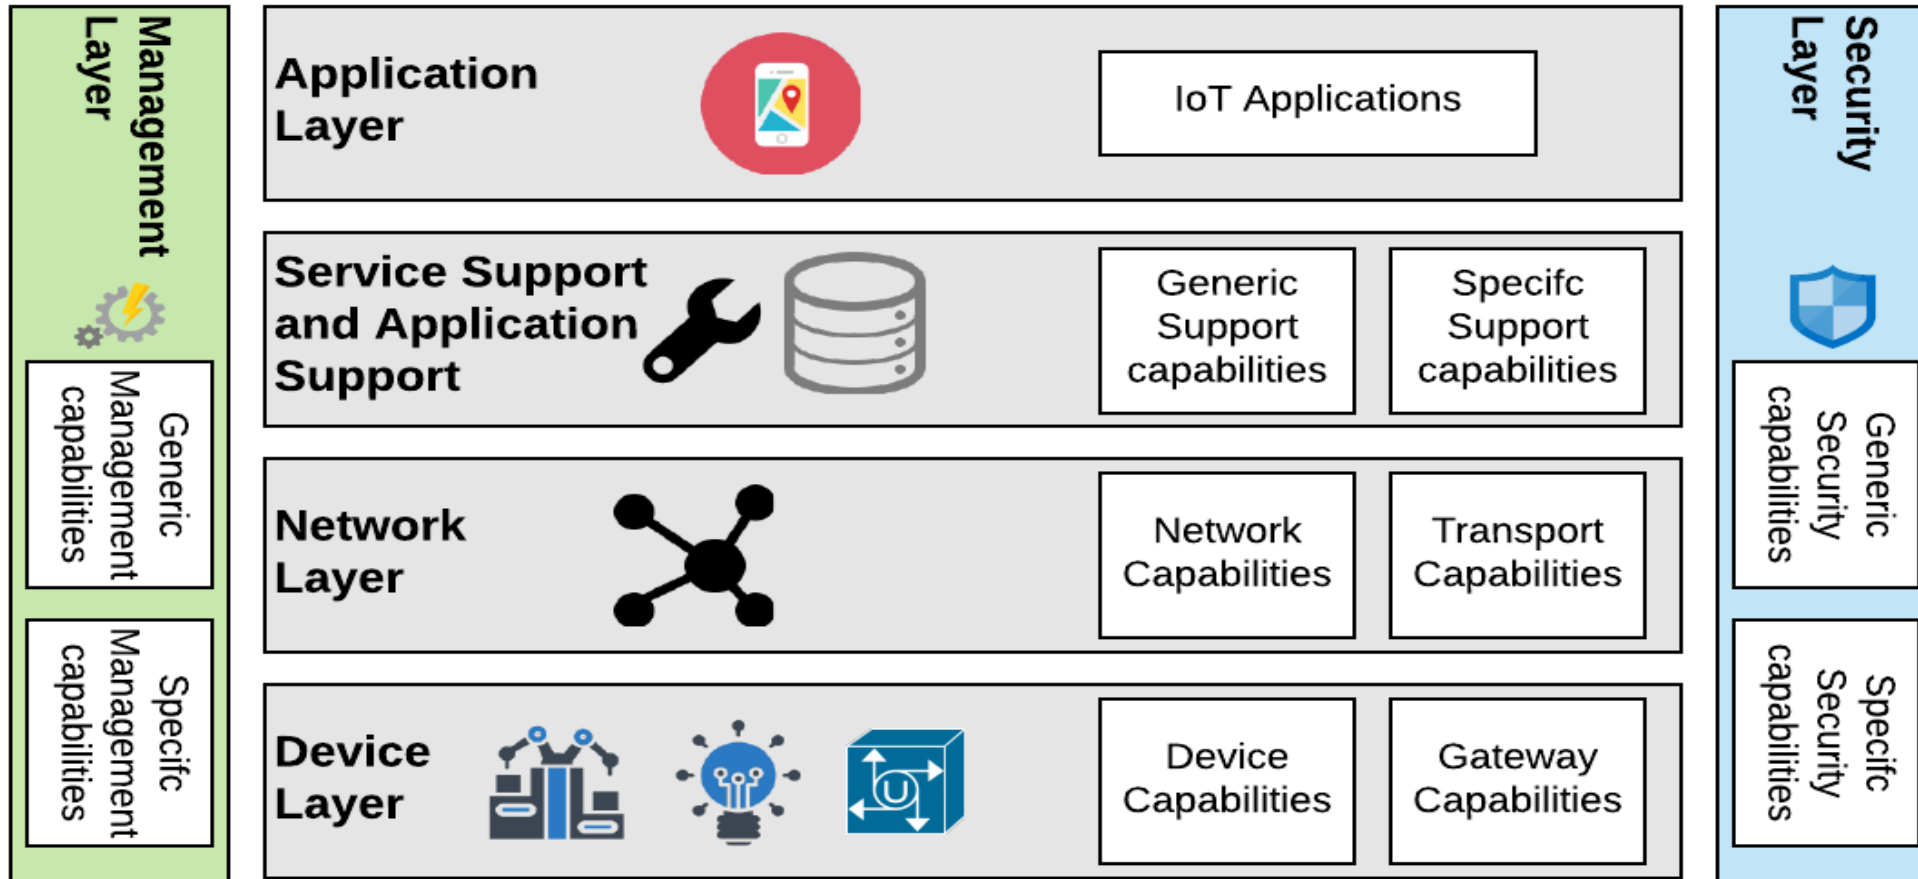 Management
Layer
Generic
Management
capabilities
Specifc
Management
capabilities
Application
Layer
IoT Applications
Service Support
and Application
Support
Generic
Support
capabilities
Specifc
Support
capabilities
Network
Layer
Network
Capabilities
Transport
Capabilities
Device
Layer
U
Device
Capabilities
Gateway
Capabilities
Security
Layer
Generic
Security
capabilities
Specifc
Security
capabilities